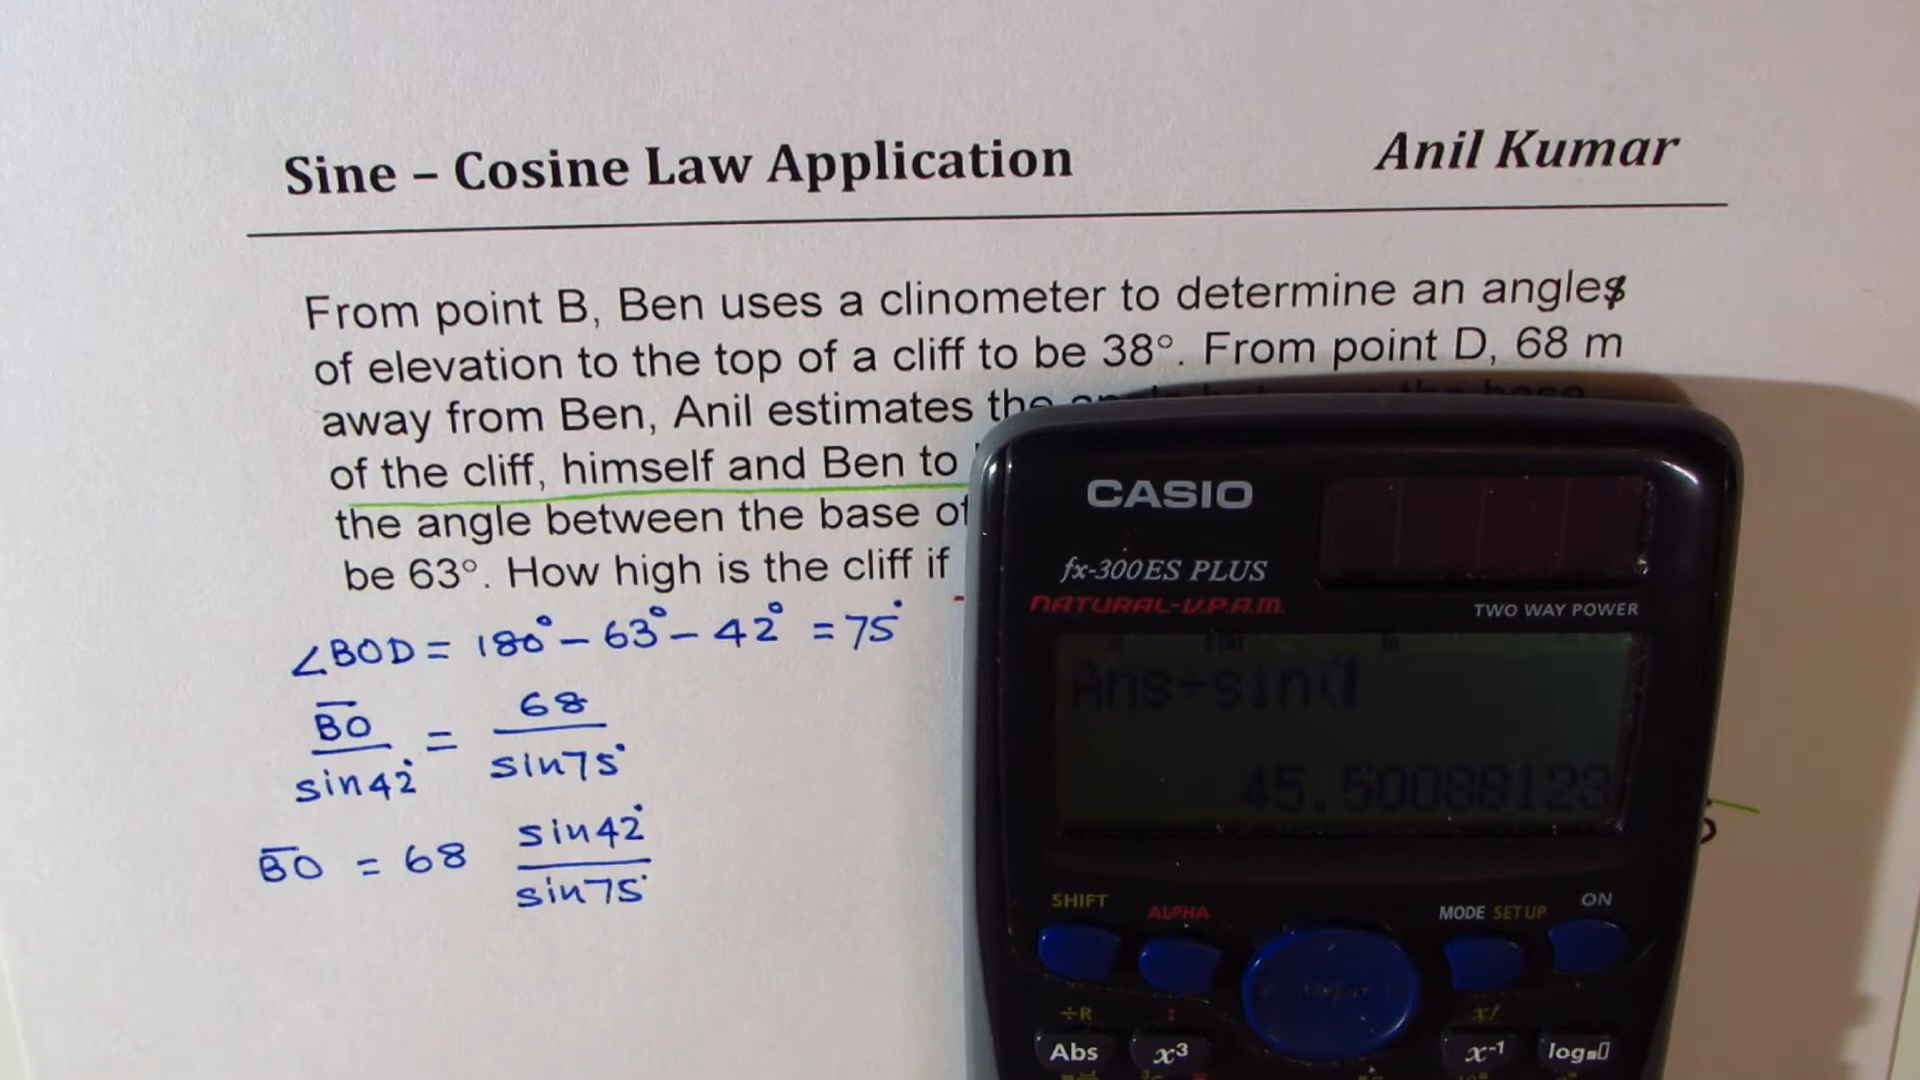 Sine – Cosine Law Application
Anil Kumar
From point B, Ben uses a clinometer to determine an angles
of elevation to the top of a cliff to be 38°. From point D, 68 m
away from Ben, Anil estimates the angle between the base
of the cliff, himself and Ben to
the angle between the base of
be 63°. How high is the cliff if
∠BOD = 180° – 63° – 42° = 75°
BO / sin42° = 68 / sin75°
BO = 68 sin42° / sin75°
CASIO
fx-300ES PLUS
NATURAL-V.P.A.M.
TWO WAY POWER
Ans÷sin(
45.50088123
SHIFT
ALPHA
MODE SETUP
ON
÷R
:
x!
Abs
x³
x⁻¹
log